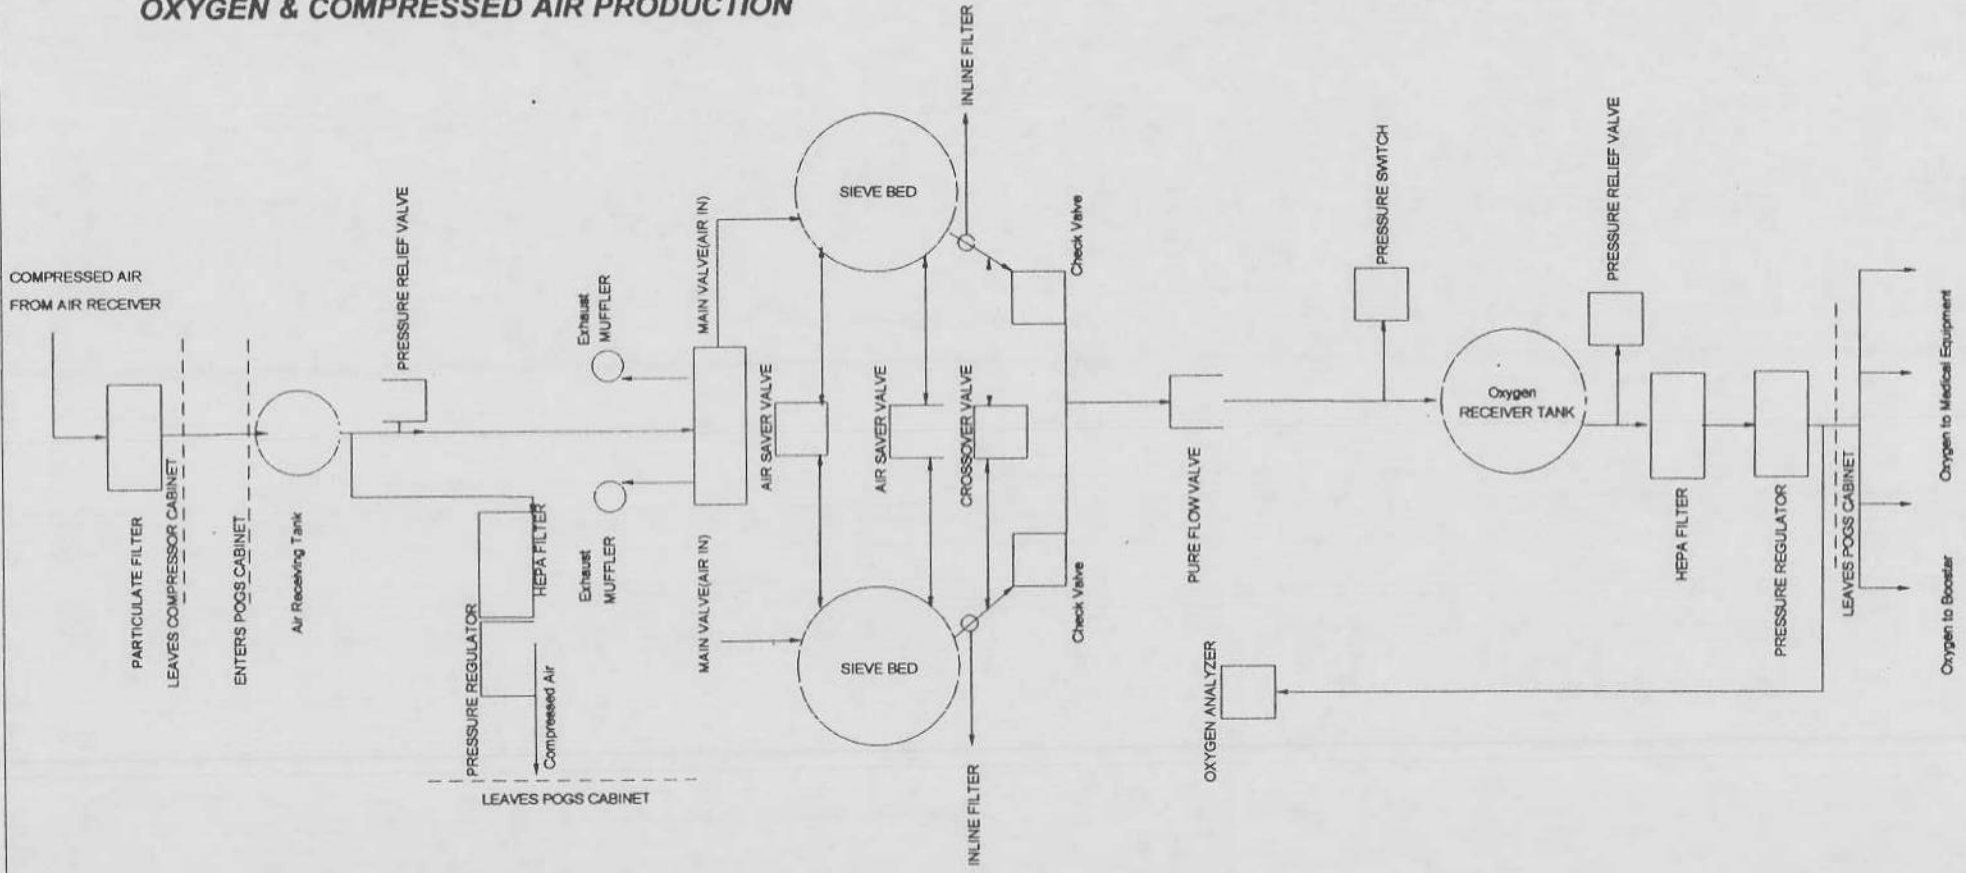 OXYGEN & COMPRESSED AIR PRODUCTION
COMPRESSED AIR
FROM AIR RECEIVER
PARTICULATE FILTER
LEAVES COMPRESSOR CABINET
ENTERS POGS CABINET
Air Receiving Tank
PRESSURE RELIEF VALVE
HEPA FILTER
PRESSURE REGULATOR
Compressed Air
LEAVES POGS CABINET
Exhaust
MUFFLER
Exhaust
MUFFLER
MAIN VALVE(AIR IN)
MAIN VALVE(AIR IN)
AIR SAVER VALVE
SIEVE BED
SIEVE BED
AIR SAVER VALVE
CROSSOVER VALVE
INLINE FILTER
INLINE FILTER
Check Valve
Check Valve
PURE FLOW VALVE
OXYGEN ANALYZER
PRESSURE SWITCH
Oxygen
RECEIVER TANK
PRESSURE RELIEF VALVE
HEPA FILTER
PRESSURE REGULATOR
LEAVES POGS CABINET
Oxygen to Medical Equipment
Oxygen to Booster